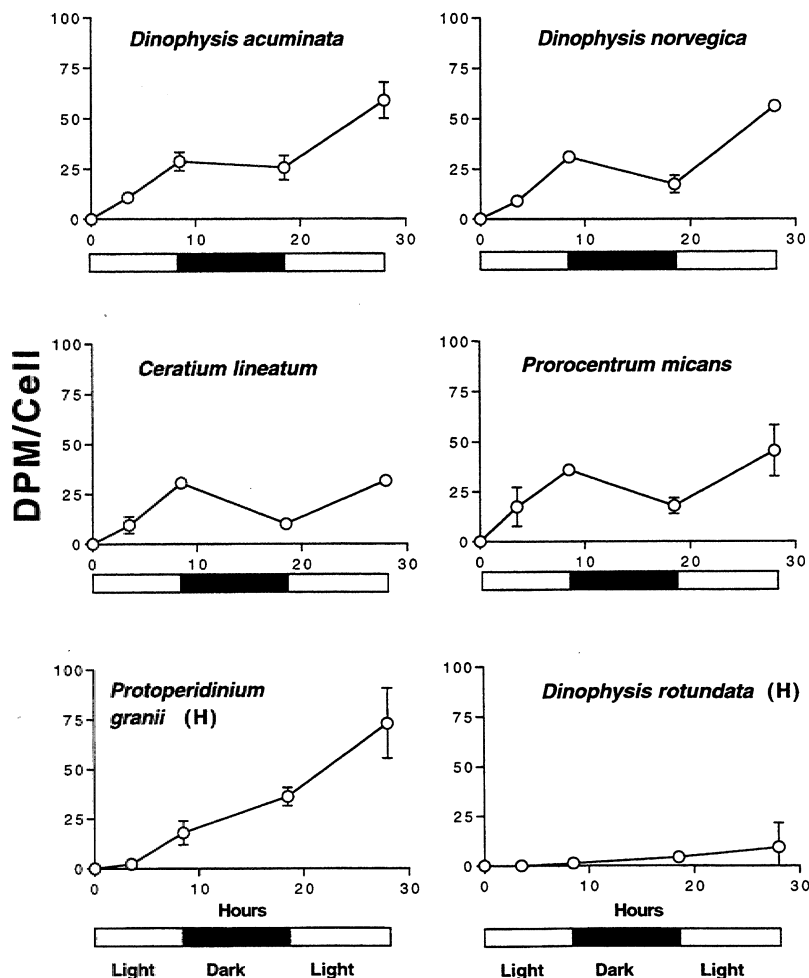 DPM/Cell
Dinophysis acuminata
100
75
50
25
0
0 10 20 30
Dinophysis norvegica
100
75
50
25
0
0 10 20 30
Ceratium lineatum
100
75
50
25
0
0 10 20 30
Prorocentrum micans
100
75
50
25
0
0 10 20 30
Protoperidinium
granii (H)
100
75
50
25
0
0 10 20 30
Hours
Light Dark Light
Dinophysis rotundata (H)
100
75
50
25
0
0 10 20 30
Hours
Light Dark Light